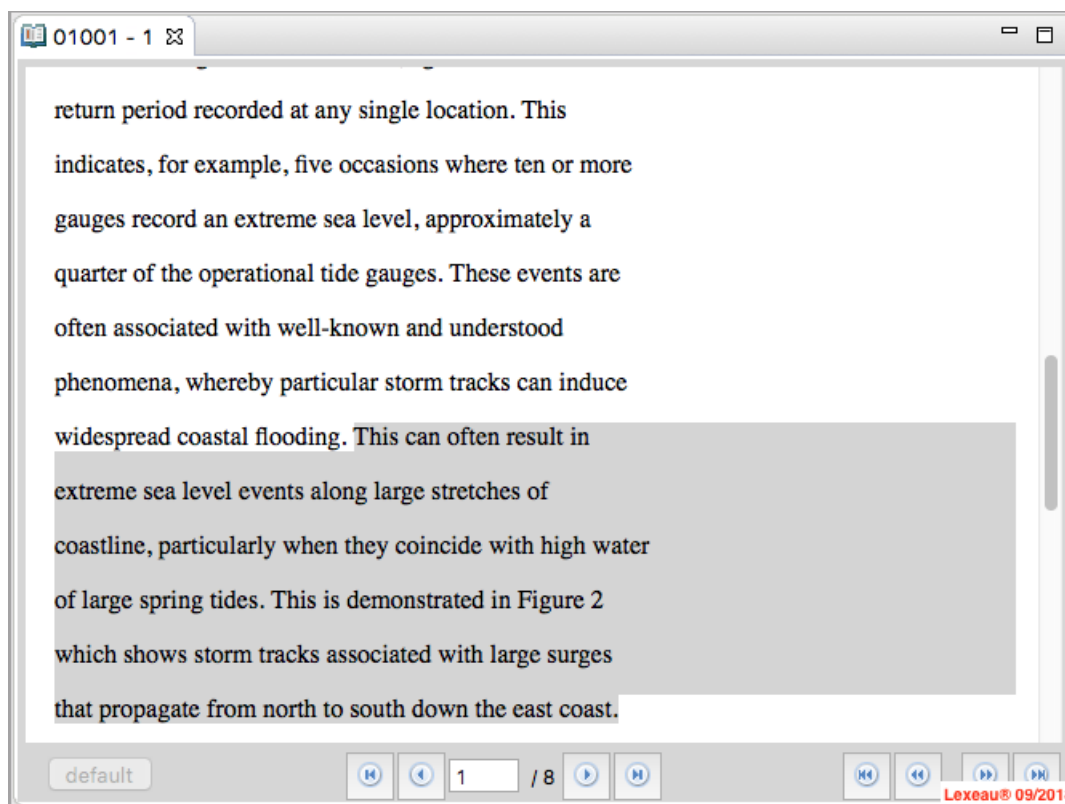 01001 - 1
return period recorded at any single location. This
indicates, for example, five occasions where ten or more
gauges record an extreme sea level, approximately a
quarter of the operational tide gauges. These events are
often associated with well-known and understood
phenomena, whereby particular storm tracks can induce
widespread coastal flooding. This can often result in
extreme sea level events along large stretches of
coastline, particularly when they coincide with high water
of large spring tides. This is demonstrated in Figure 2
which shows storm tracks associated with large surges
that propagate from north to south down the east coast.
default 1 / 8
Lexeau®